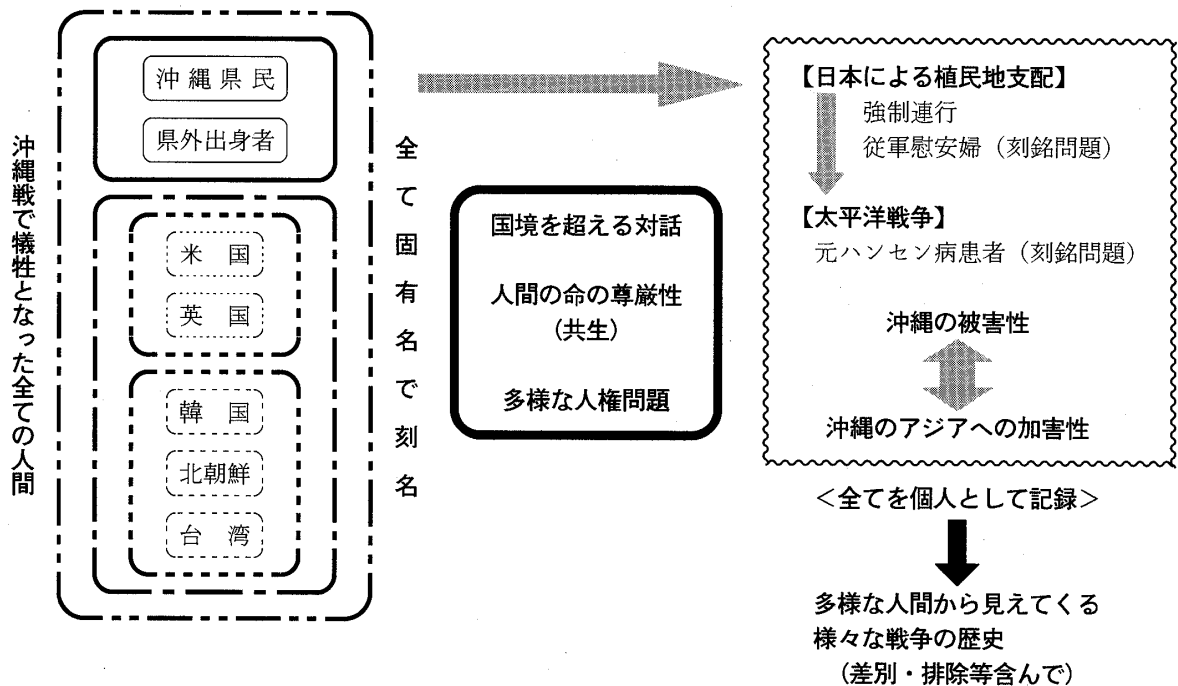 沖縄戦で犠牲となった全ての人間
沖縄県民
県外出身者
米国
英国
韓国
北朝鮮
台湾
全て固有名で刻名
国境を超える対話
人間の命の尊厳性
(共生)
多様な人権問題
【日本による植民地支配】
強制連行
従軍慰安婦（刻銘問題）
【太平洋戦争】
元ハンセン病患者（刻銘問題）
沖縄の被害性
沖縄のアジアへの加害性
＜全てを個人として記録＞
多様な人間から見えてくる
様々な戦争の歴史
（差別・排除等含んで）